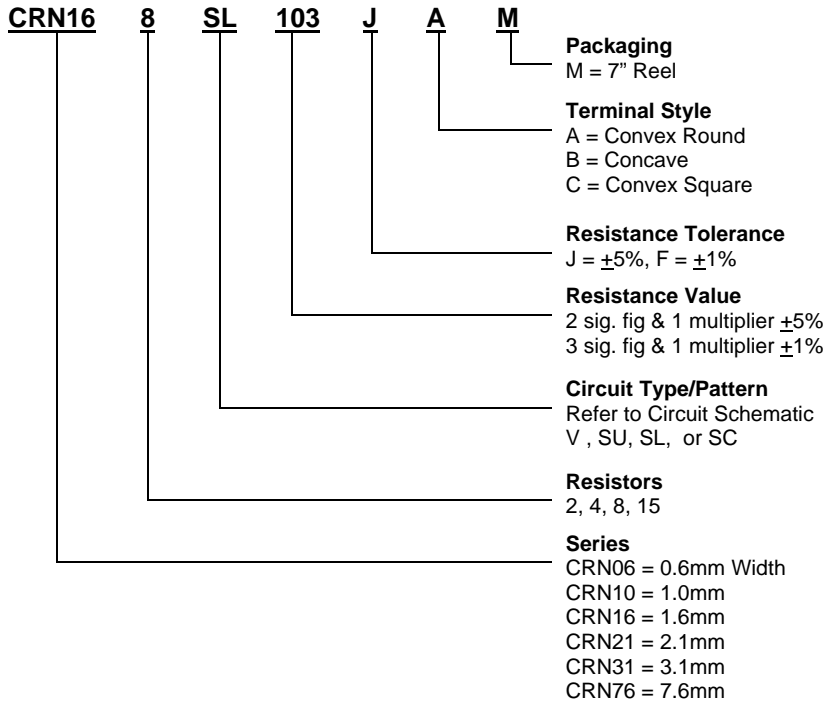 CRN16 8 SL 103 J A M
Packaging
M = 7” Reel
Terminal Style
A = Convex Round
B = Concave
C = Convex Square
Resistance Tolerance
J = ±5%, F = ±1%
Resistance Value
2 sig. fig & 1 multiplier ±5%
3 sig. fig & 1 multiplier ±1%
Circuit Type/Pattern
Refer to Circuit Schematic
V , SU, SL, or SC
Resistors
2, 4, 8, 15
Series
CRN06 = 0.6mm Width
CRN10 = 1.0mm
CRN16 = 1.6mm
CRN21 = 2.1mm
CRN31 = 3.1mm
CRN76 = 7.6mm